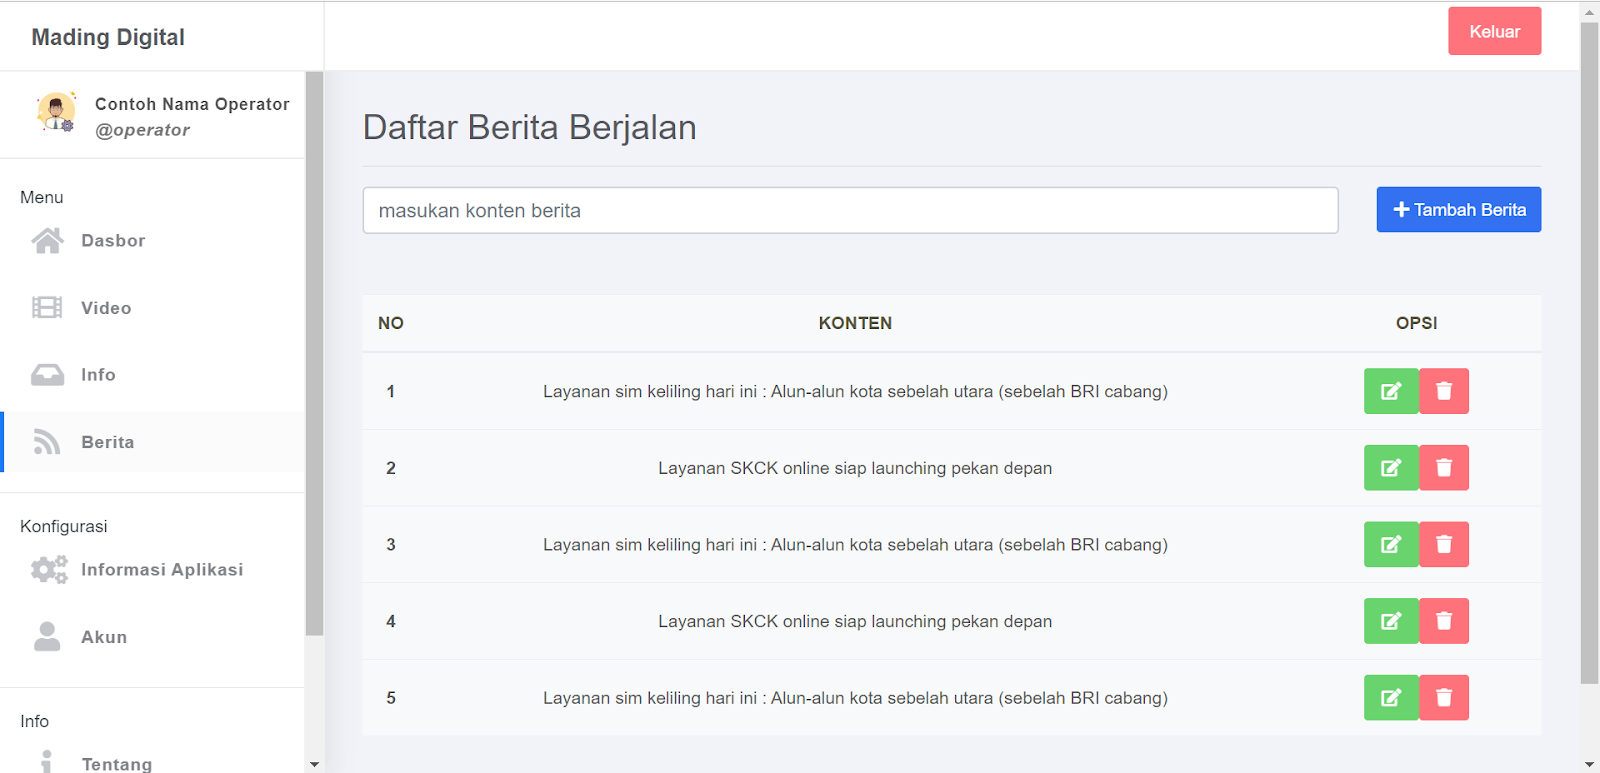 Mading Digital
Keluar
Contoh Nama Operator
@operator
Menu
Dasbor
Video
Info
Berita
Konfigurasi
Informasi Aplikasi
Akun
Info
Tentang
Daftar Berita Berjalan
masukan konten berita
Tambah Berita
NO KONTEN OPSI
1 Layanan sim keliling hari ini : Alun-alun kota sebelah utara (sebelah BRI cabang)
2 Layanan SKCK online siap launching pekan depan
3 Layanan sim keliling hari ini : Alun-alun kota sebelah utara (sebelah BRI cabang)
4 Layanan SKCK online siap launching pekan depan
5 Layanan sim keliling hari ini : Alun-alun kota sebelah utara (sebelah BRI cabang)